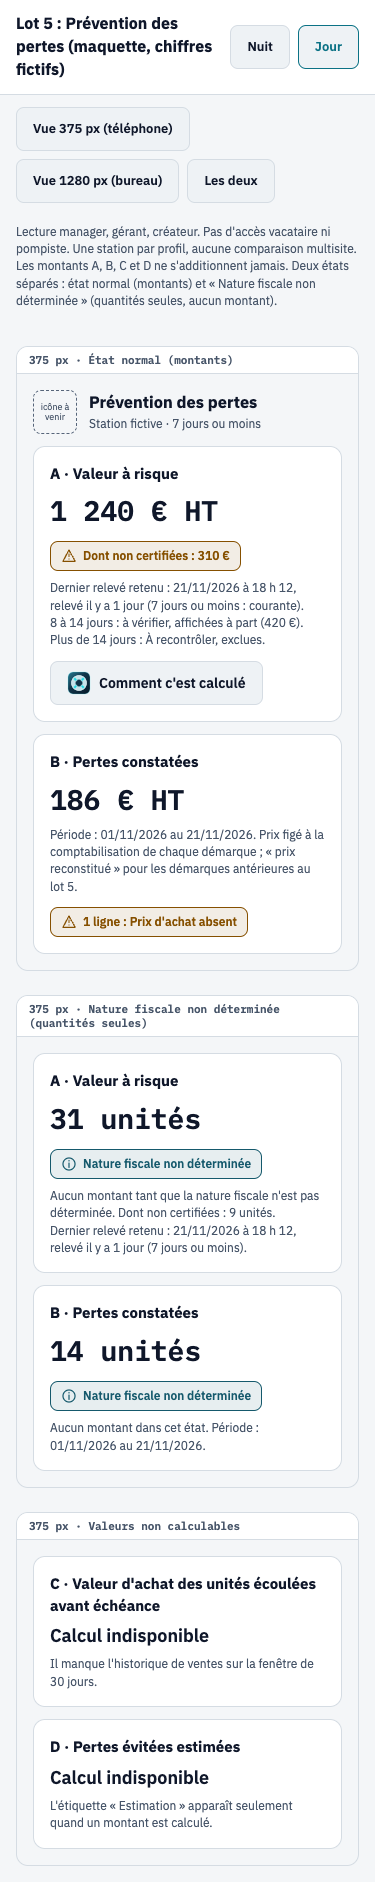 Lot 5 : Prévention des
pertes (maquette, chiffres
fictifs)
Nuit
Jour
Vue 375 px (téléphone)
Vue 1280 px (bureau)
Les deux
Lecture manager, gérant, créateur. Pas d'accès vacataire ni
pompiste. Une station par profil, aucune comparaison multisite.
Les montants A, B, C et D ne s'additionnent jamais. Deux états
séparés : état normal (montants) et « Nature fiscale non
déterminée » (quantités seules, aucun montant).
375 px · État normal (montants)
icône à
venir
Prévention des pertes
Station fictive · 7 jours ou moins
A · Valeur à risque
1 240 € HT
Dont non certifiées : 310 €
Dernier relevé retenu : 21/11/2026 à 18 h 12,
relevé il y a 1 jour (7 jours ou moins : courante).
8 à 14 jours : à vérifier, affichées à part (420 €).
Plus de 14 jours : À recontrôler, exclues.
Comment c'est calculé
B · Pertes constatées
186 € HT
Période : 01/11/2026 au 21/11/2026. Prix figé à la
comptabilisation de chaque démarque ; « prix
reconstitué » pour les démarques antérieures au
lot 5.
1 ligne : Prix d'achat absent
375 px · Nature fiscale non déterminée
(quantités seules)
A · Valeur à risque
31 unités
Nature fiscale non déterminée
Aucun montant tant que la nature fiscale n'est pas
déterminée. Dont non certifiées : 9 unités.
Dernier relevé retenu : 21/11/2026 à 18 h 12,
relevé il y a 1 jour (7 jours ou moins).
B · Pertes constatées
14 unités
Nature fiscale non déterminée
Aucun montant dans cet état. Période :
01/11/2026 au 21/11/2026.
375 px · Valeurs non calculables
C · Valeur d'achat des unités écoulées
avant échéance
Calcul indisponible
Il manque l'historique de ventes sur la fenêtre de
30 jours.
D · Pertes évitées estimées
Calcul indisponible
L'étiquette « Estimation » apparaît seulement
quand un montant est calculé.